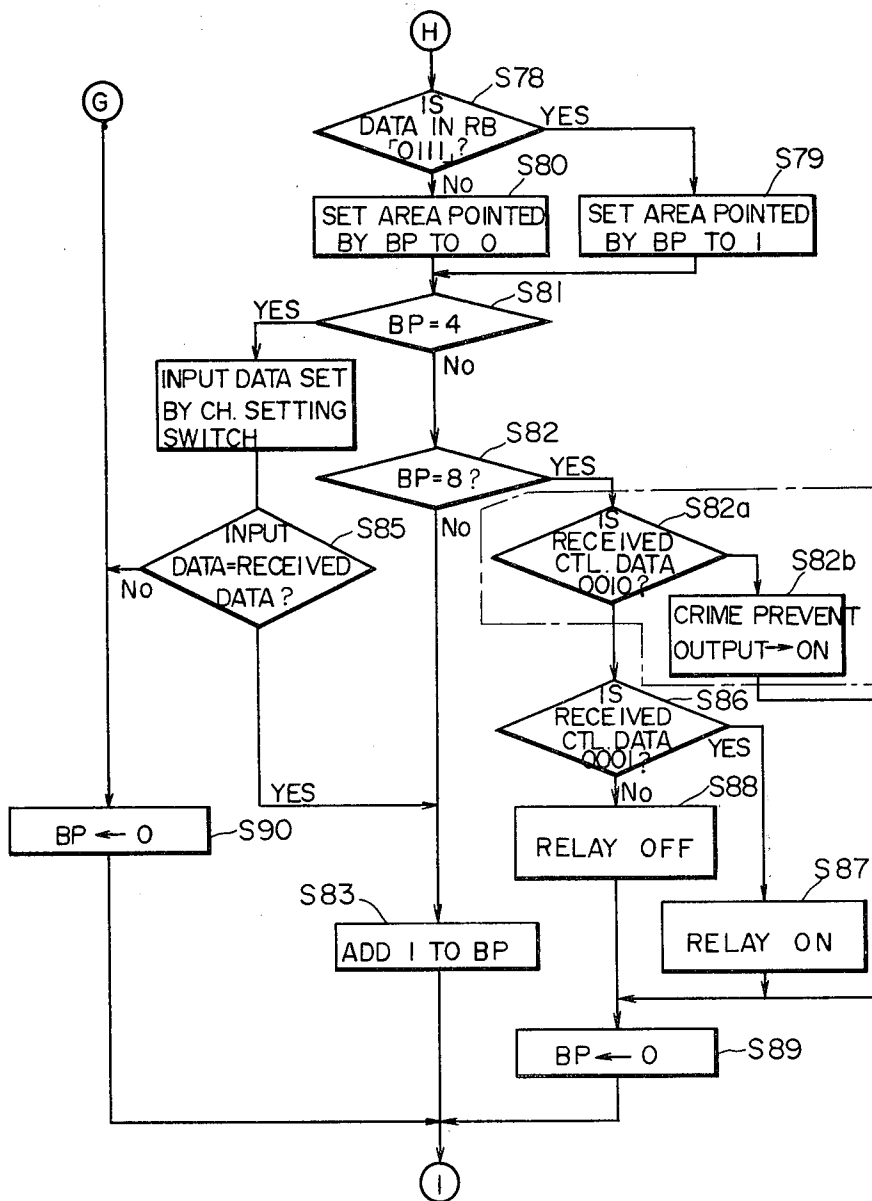 H
G
S78
IS
DATA IN RB
「0111」?
YES
No
S80
S79
SET AREA POINTED
BY BP TO 0
SET AREA POINTED
BY BP TO 1
S81
YES
BP=4
No
INPUT DATA SET
BY CH. SETTING
SWITCH
S82
BP=8?
YES
No
S85
INPUT
DATA=RECEIVED
DATA?
No
YES
S82a
IS
RECEIVED
CTL. DATA
0010?
S82b
CRIME PREVENT
OUTPUT→ON
S86
IS
RECEIVED
CTL. DATA
0001?
YES
No
S88
RELAY OFF
BP ← 0
S90
S87
RELAY ON
S83
ADD 1 TO BP
BP ← 0
S89
I